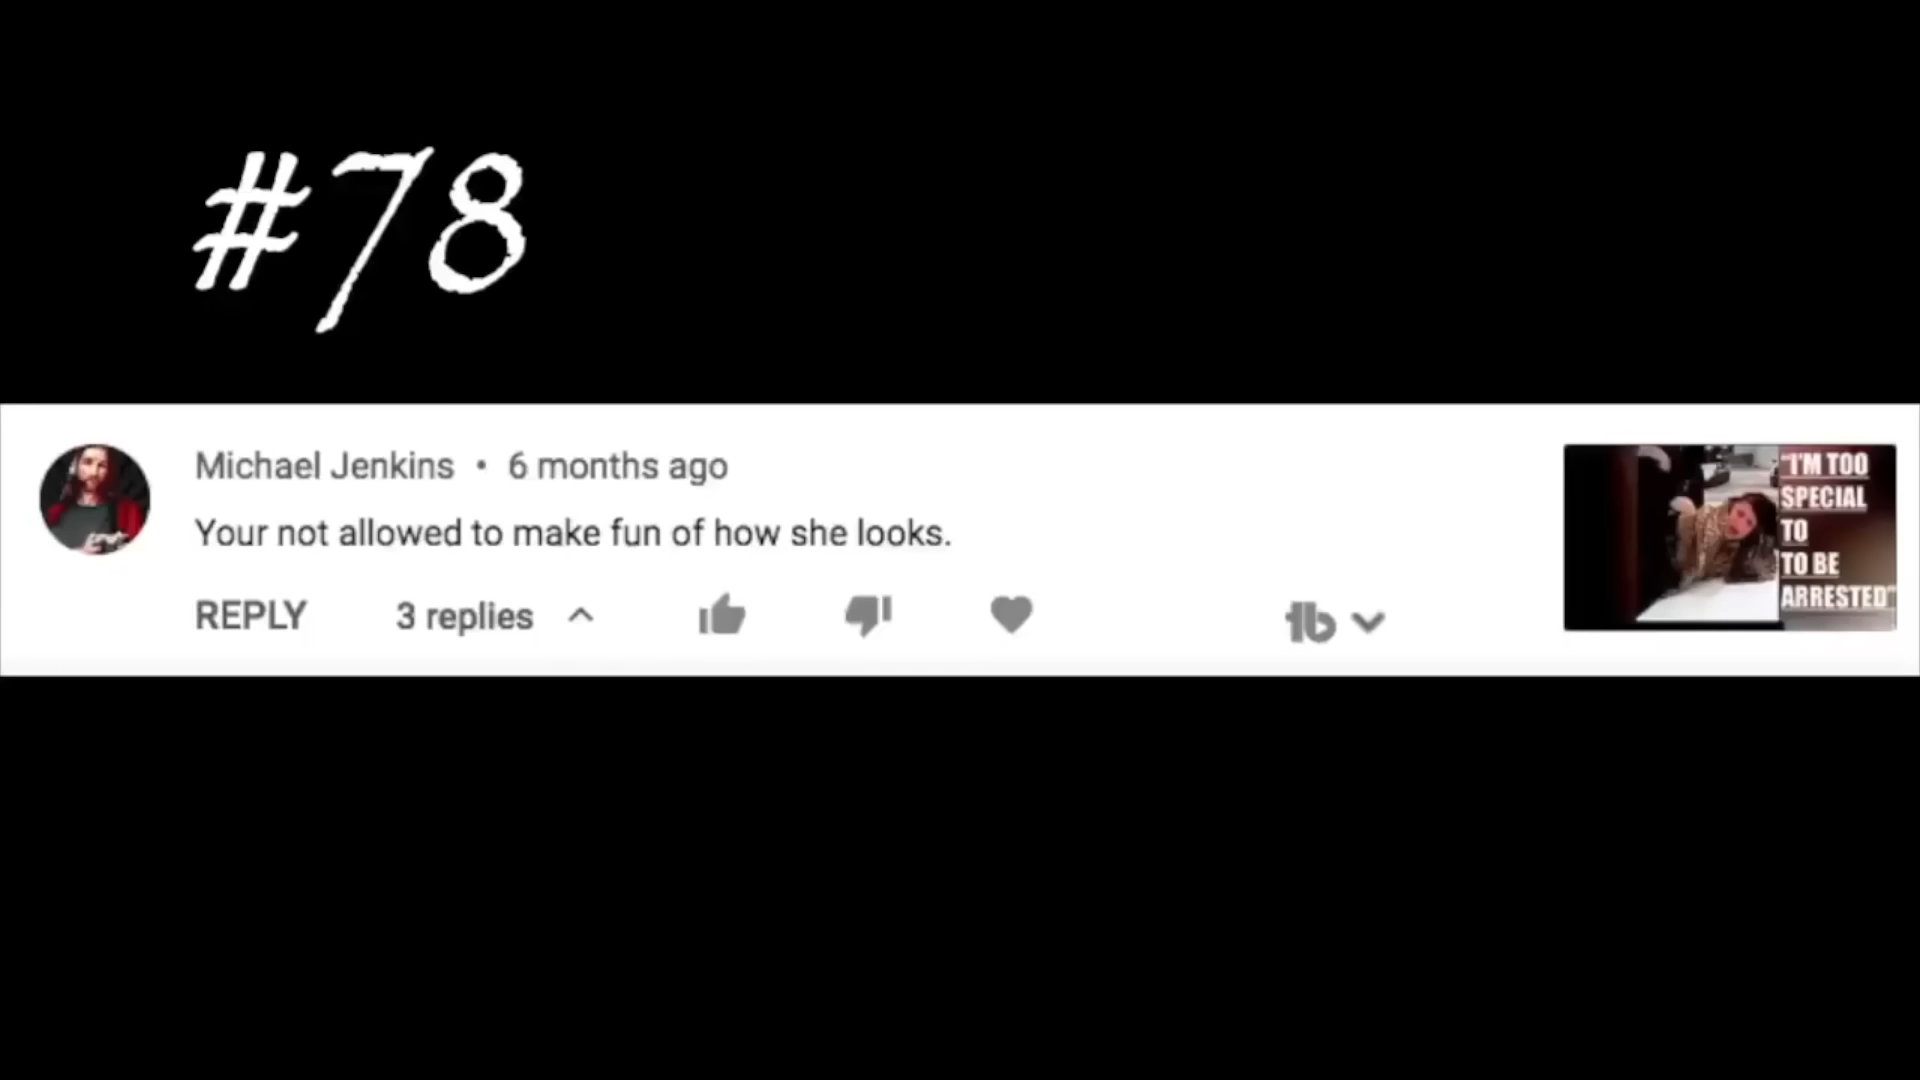 #78
Michael Jenkins • 6 months ago
Your not allowed to make fun of how she looks.
REPLY 3 replies
tb
"I'M TOO
SPECIAL
TO
TO BE
ARRESTED"